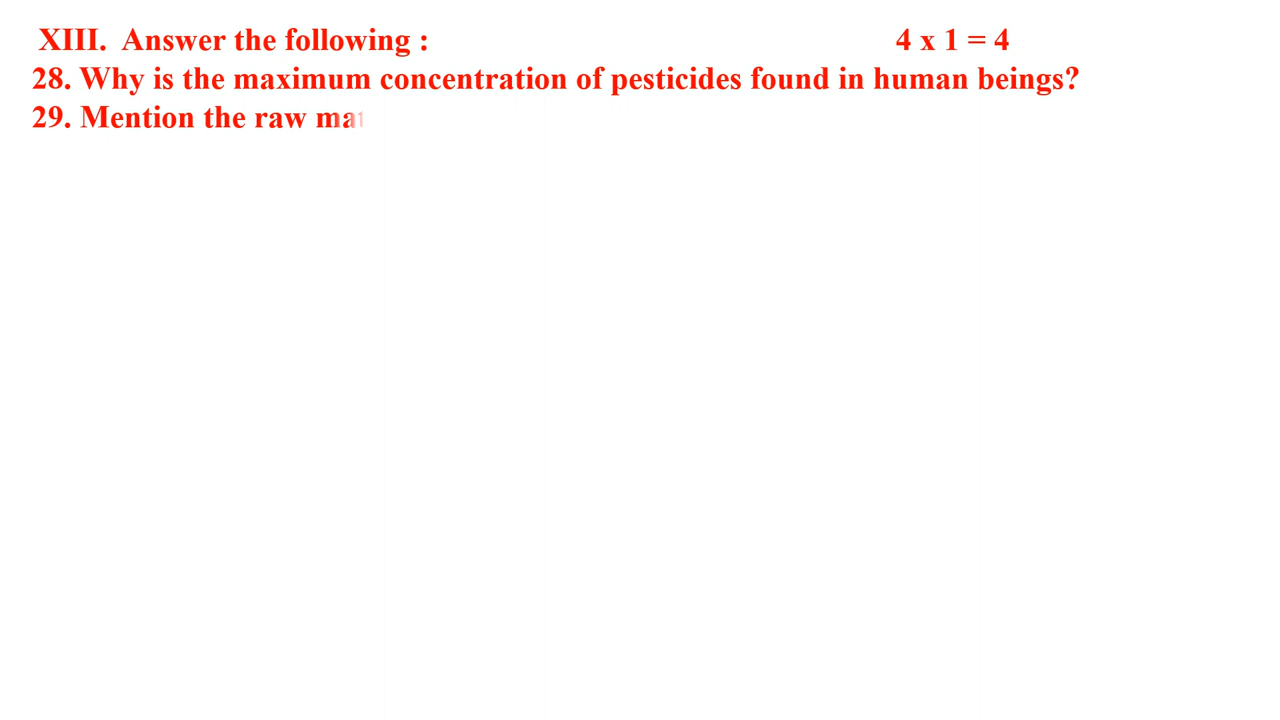 XIII. Answer the following : 4 x 1 = 4
28. Why is the maximum concentration of pesticides found in human beings?
29. Mention the raw